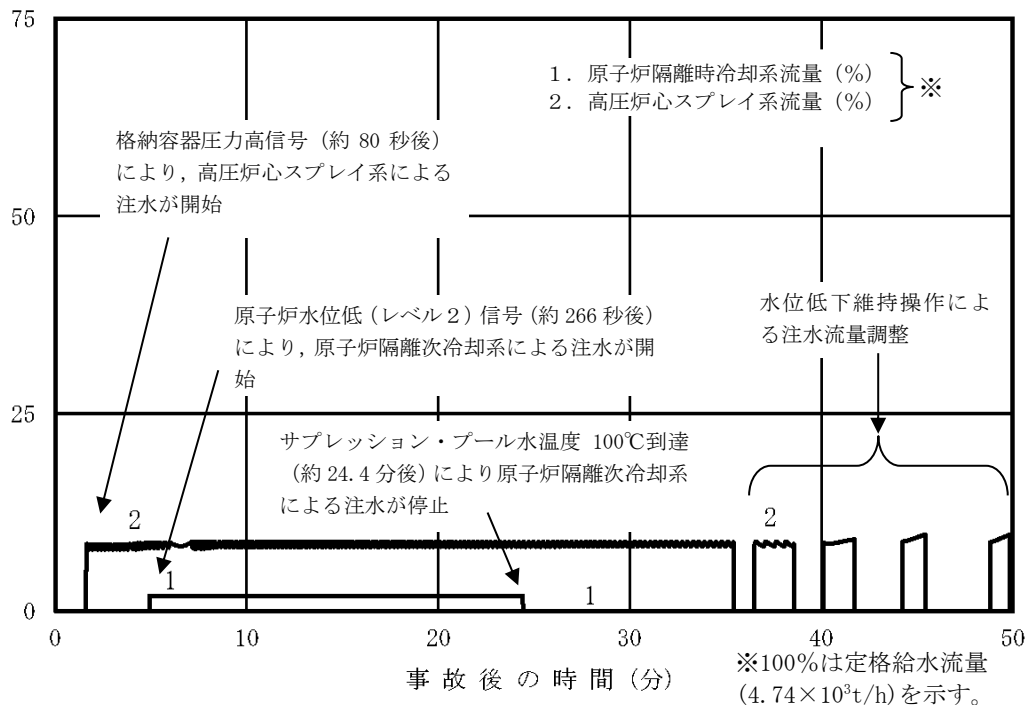 75
50
25
0
1．原子炉隔離時冷却系流量（%）
2．高圧炉心スプレイ系流量（%）
※
格納容器圧力高信号（約 80 秒後）
により，高圧炉心スプレイ系による
注水が開始
原子炉水位低（レベル２）信号（約 266 秒後）
により，原子炉隔離次冷却系による注水が開
始
水位低下維持操作によ
る注水流量調整
サプレッション・プール水温度 100℃到達
（約 24.4 分後）により原子炉隔離次冷却系
による注水が停止
2
2
1
1
0
10
20
30
40
50
事故後の時間（分）
※100％は定格給水流量
(4.74×10³t/h)を示す。